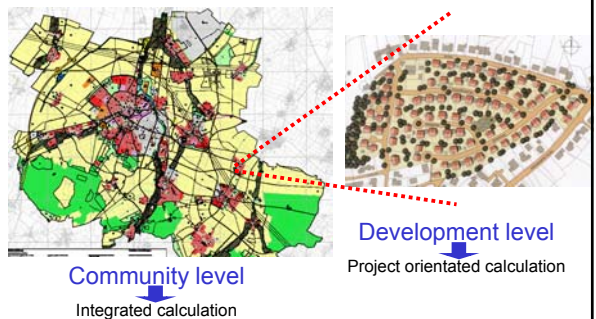 Community level
Integrated calculation
Development level
Project orientated calculation